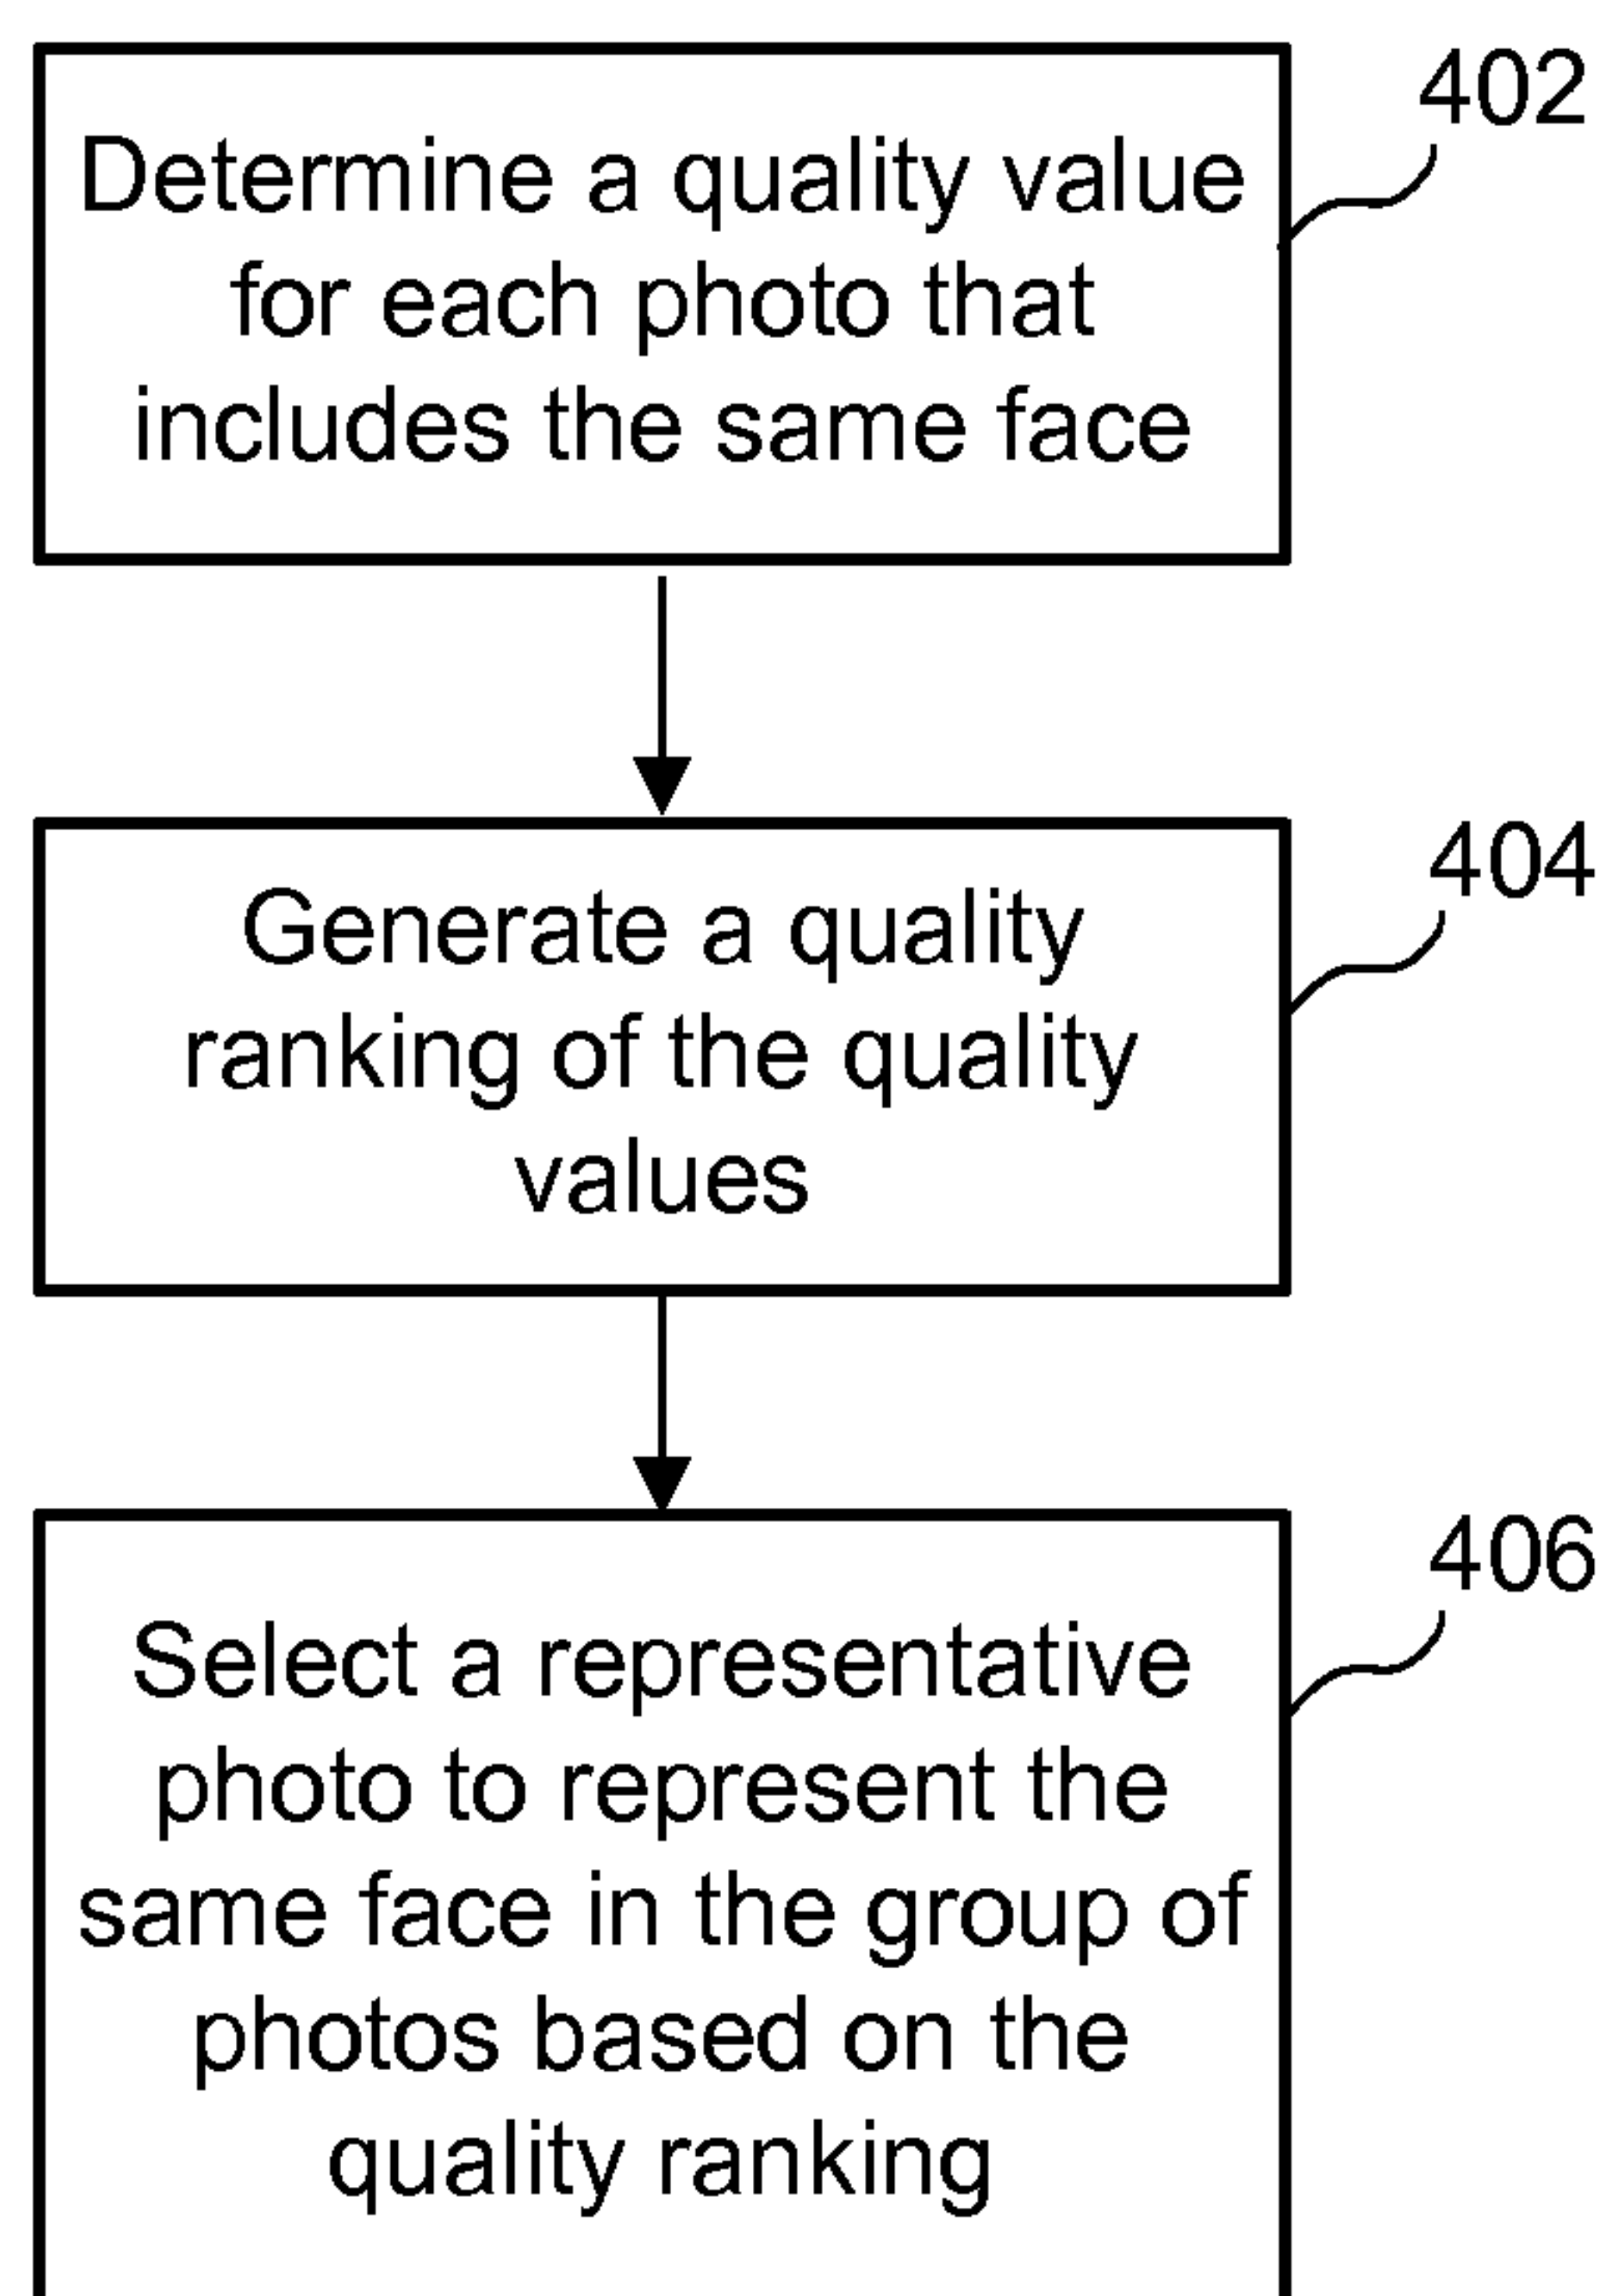 402
Determine a quality value
for each photo that
includes the same face
404
Generate a quality
ranking of the quality
values
406
Select a representative
photo to represent the
same face in the group of
photos based on the
quality ranking